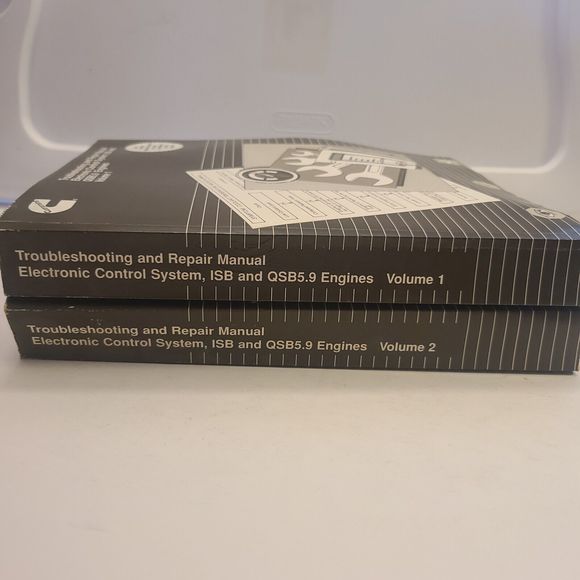 Troubleshooting and Repair Manual
Electronic Control System, ISB and QSB5.9 Engines Volume 1
Troubleshooting and Repair Manual
Electronic Control System, ISB and QSB5.9 Engines Volume 2